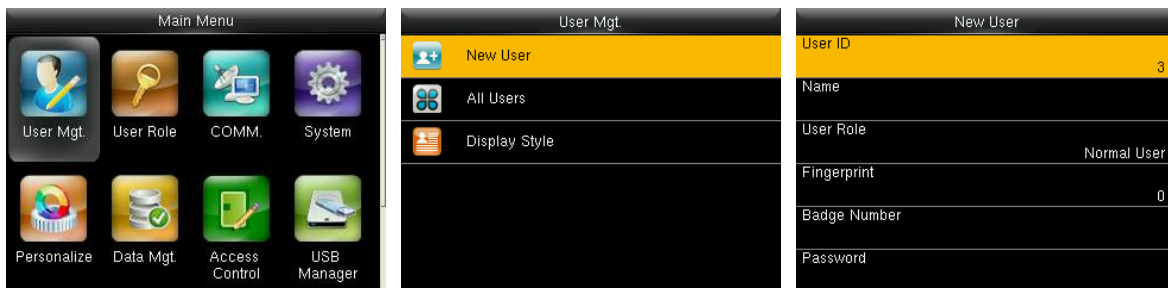 Main Menu
User Mgt.
User Role
COMM.
System
Personalize
Data Mgt.
Access
Control
USB
Manager
User Mgt.
New User
All Users
Display Style
New User
User ID
3
Name
User Role
Normal User
Fingerprint
0
Badge Number
Password